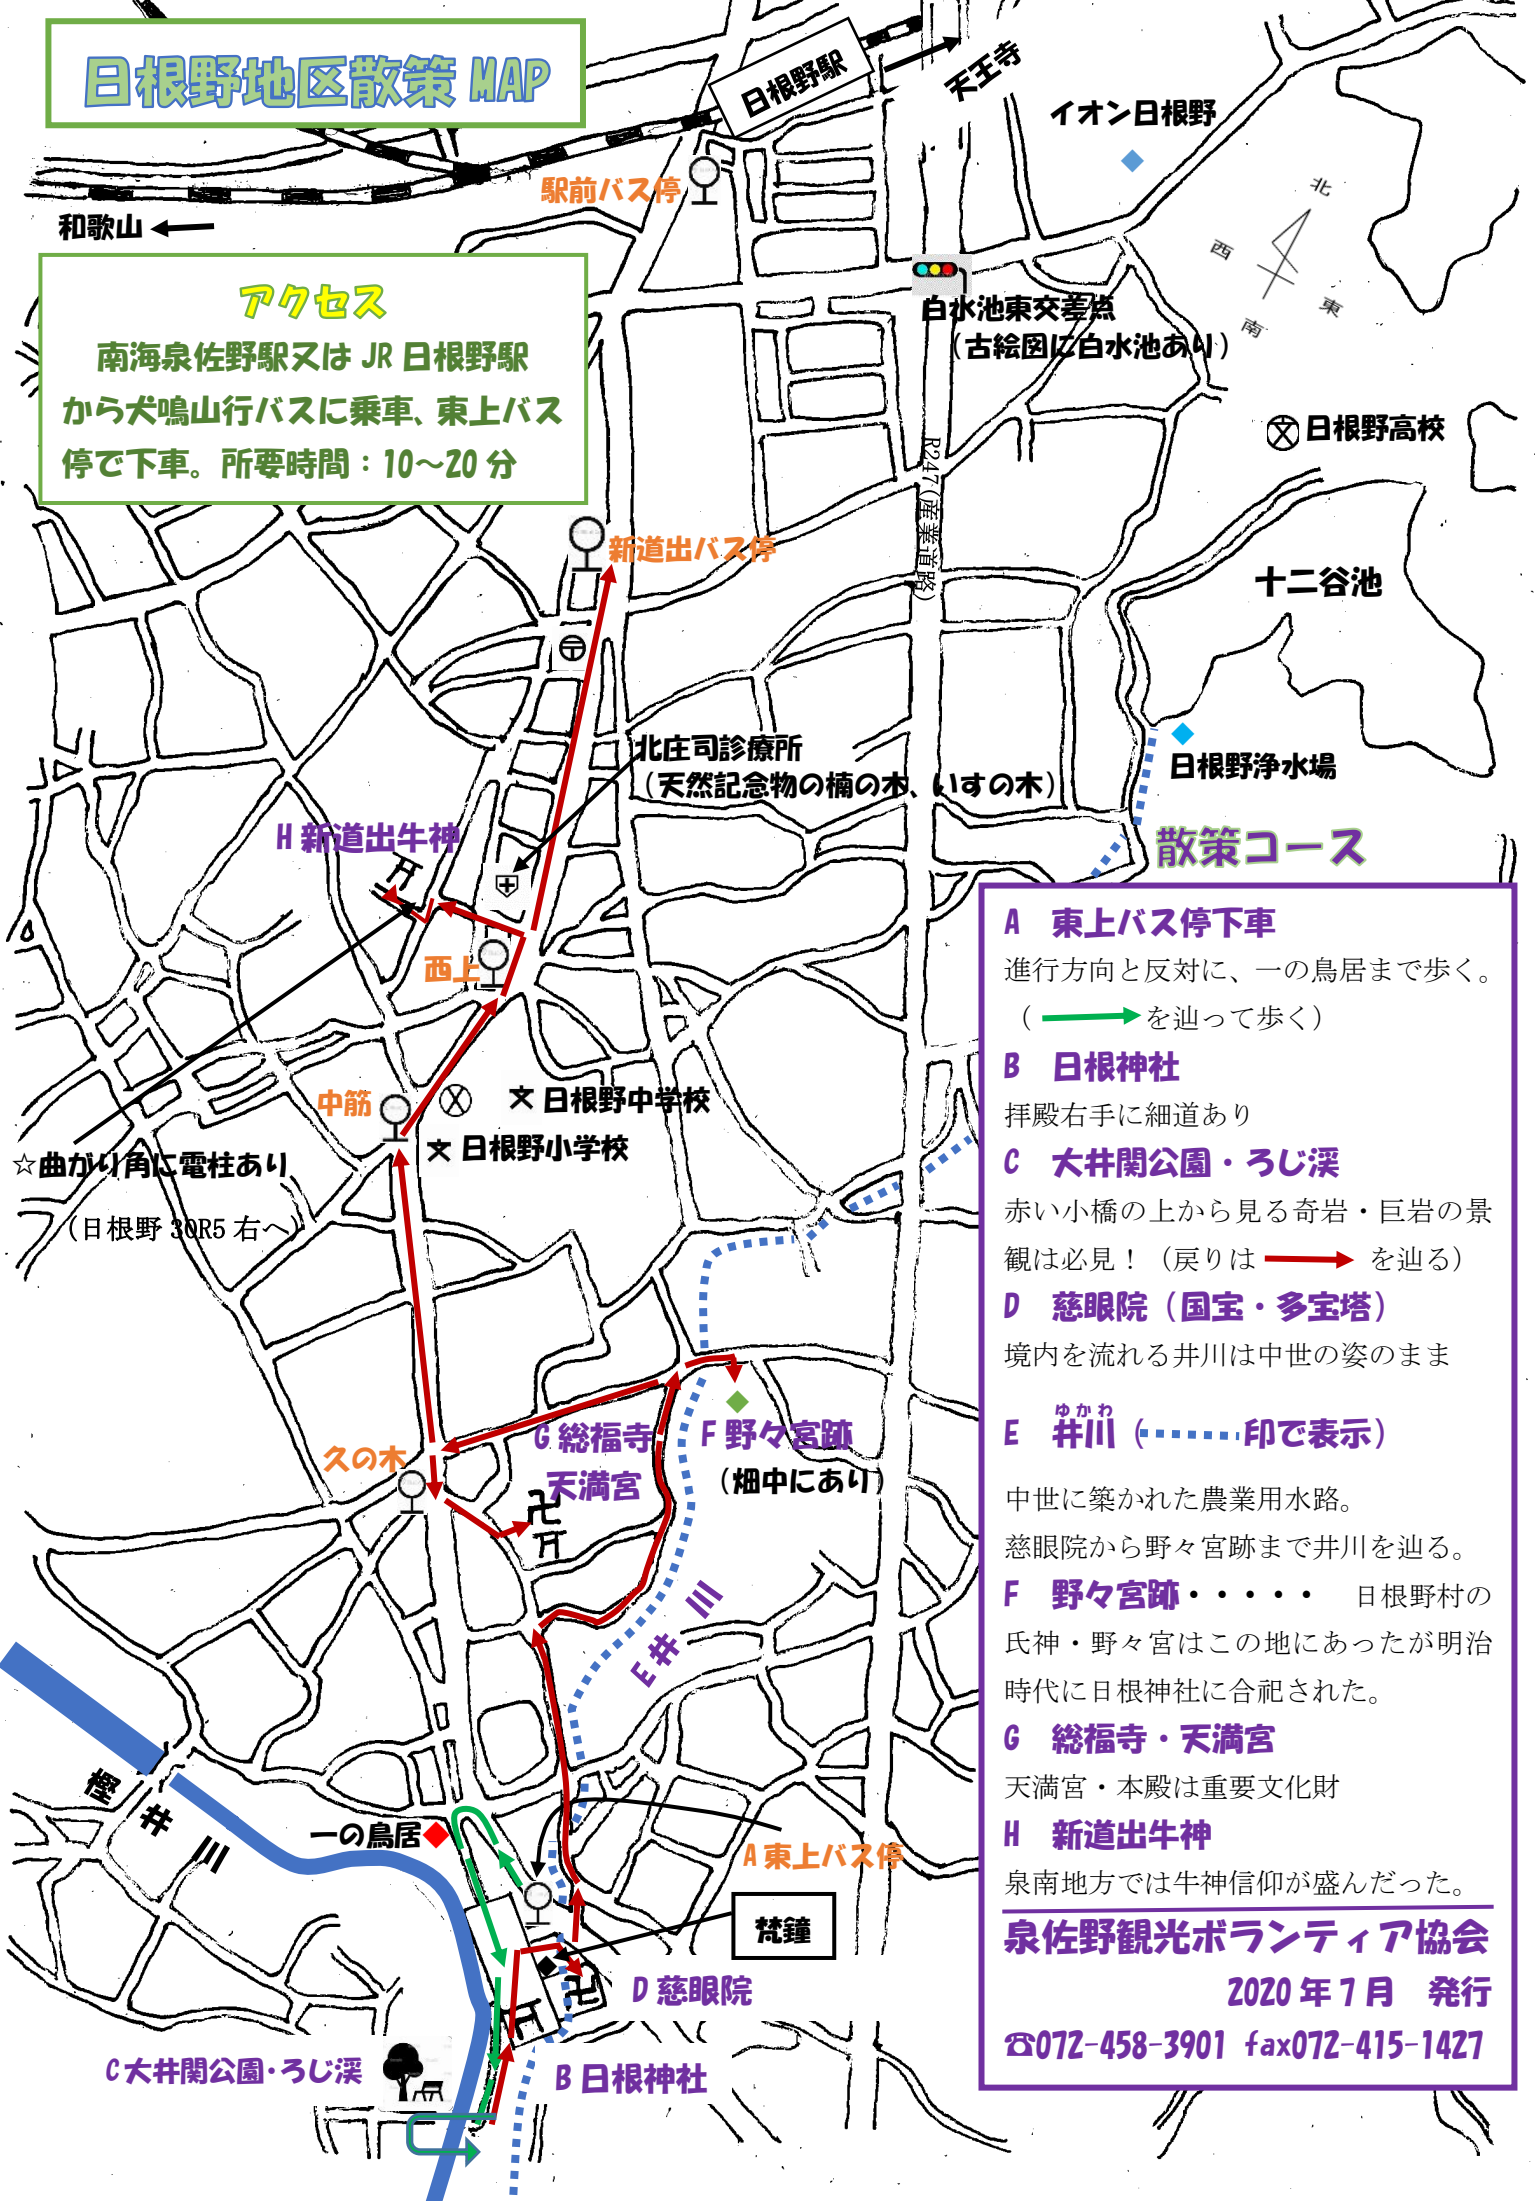 日根野地区散策 MAP
日根野駅
天王寺
イオン日根野
駅前バス停
和歌山
北
西
東
南
アクセス
南海泉佐野駅又は JR 日根野駅
から犬鳴山行バスに乗車、東上バス
停で下車。所要時間：10～20 分
白水池東交差点
（古絵図に白水池あり）
日根野高校
R247（産業道路）
新道出バス停
十二谷池
北庄司診療所
（天然記念物の楠の木、いすの木）
日根野浄水場
H 新道出牛神
西上
中筋
文 日根野中学校
文 日根野小学校
☆曲がり角に電柱あり
（日根野 30R5 右へ）
久の木
G 総福寺
天満宮
F 野々宮跡
（畑中にあり）
E 井川
樫井川
一の鳥居
A 東上バス停
梵鐘
D 慈眼院
C 大井関公園・ろじ渓
B 日根神社
散策コース
A 東上バス停下車
進行方向と反対に、一の鳥居まで歩く。
（ を辿って歩く）
B 日根神社
拝殿右手に細道あり
C 大井関公園・ろじ渓
赤い小橋の上から見る奇岩・巨岩の景
観は必見！（戻りは を辿る）
D 慈眼院（国宝・多宝塔）
境内を流れる井川は中世の姿のまま
ゆかわ
E 井川（ 印で表示）
中世に築かれた農業用水路。
慈眼院から野々宮跡まで井川を辿る。
F 野々宮跡・・・・・ 日根野村の
氏神・野々宮はこの地にあったが明治
時代に日根神社に合祀された。
G 総福寺・天満宮
天満宮・本殿は重要文化財
H 新道出牛神
泉南地方では牛神信仰が盛んだった。
泉佐野観光ボランティア協会
2020 年 7 月 発行
☎072-458-3901 fax072-415-1427